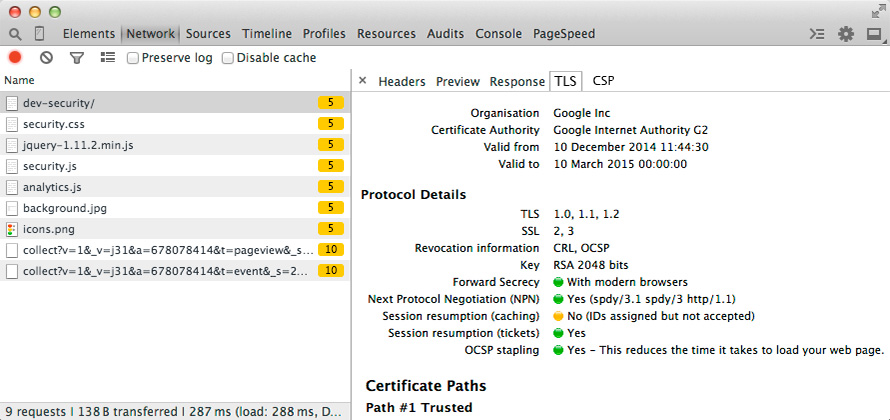 Elements Network Sources Timeline Profiles Resources Audits Console PageSpeed
Preserve log Disable cache
Name
dev-security/ 5
security.css 5
jquery-1.11.2.min.js 5
security.js 5
analytics.js 5
background.jpg 5
icons.png 5
collect?v=1&_v=j31&a=678078414&t=pageview&_s... 10
collect?v=1&_v=j31&a=678078414&t=event&_s=2... 10
9 requests | 138 B transferred | 287 ms (load: 288 ms, D...
× Headers Preview Response TLS CSP
Organisation Google Inc
Certificate Authority Google Internet Authority G2
Valid from 10 December 2014 11:44:30
Valid to 10 March 2015 00:00:00
Protocol Details
TLS 1.0, 1.1, 1.2
SSL 2, 3
Revocation information CRL, OCSP
Key RSA 2048 bits
Forward Secrecy With modern browsers
Next Protocol Negotiation (NPN) Yes (spdy/3.1 spdy/3 http/1.1)
Session resumption (caching) No (IDs assigned but not accepted)
Session resumption (tickets) Yes
OCSP stapling Yes – This reduces the time it takes to load your web page.
Certificate Paths
Path #1 Trusted